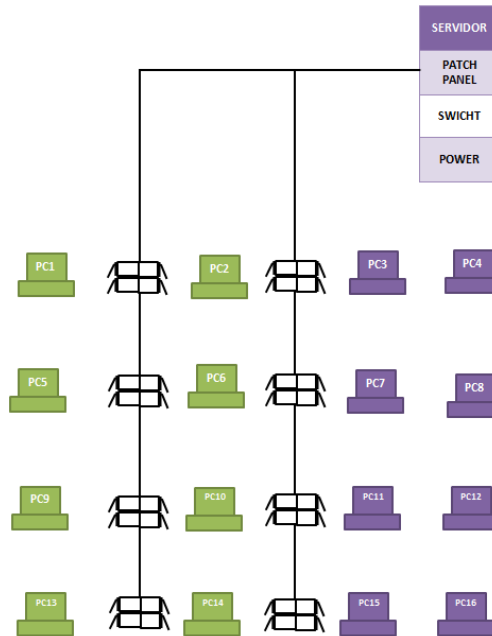 SERVIDOR
PATCH
PANEL
SWICHT
POWER
PC1
PC2
PC3
PC4
PC5
PC6
PC7
PC8
PC9
PC10
PC11
PC12
PC13
PC14
PC15
PC16